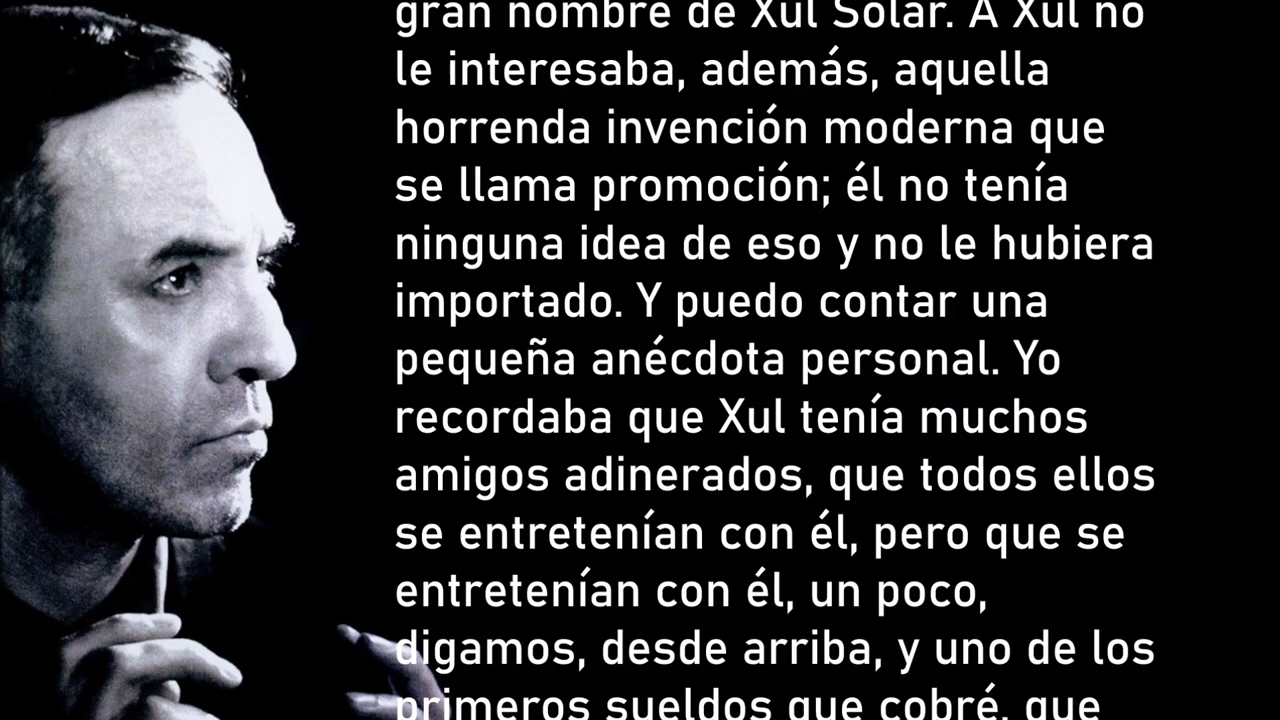 gran nombre de Xul Solar. A Xul no
le interesaba, además, aquella
horrenda invención moderna que
se llama promoción; él no tenía
ninguna idea de eso y no le hubiera
importado. Y puedo contar una
pequeña anécdota personal. Yo
recordaba que Xul tenía muchos
amigos adinerados, que todos ellos
se entretenían con él, pero que se
entretenían con él, un poco,
digamos, desde arriba, y uno de los
primeros sueldos que cobré, que